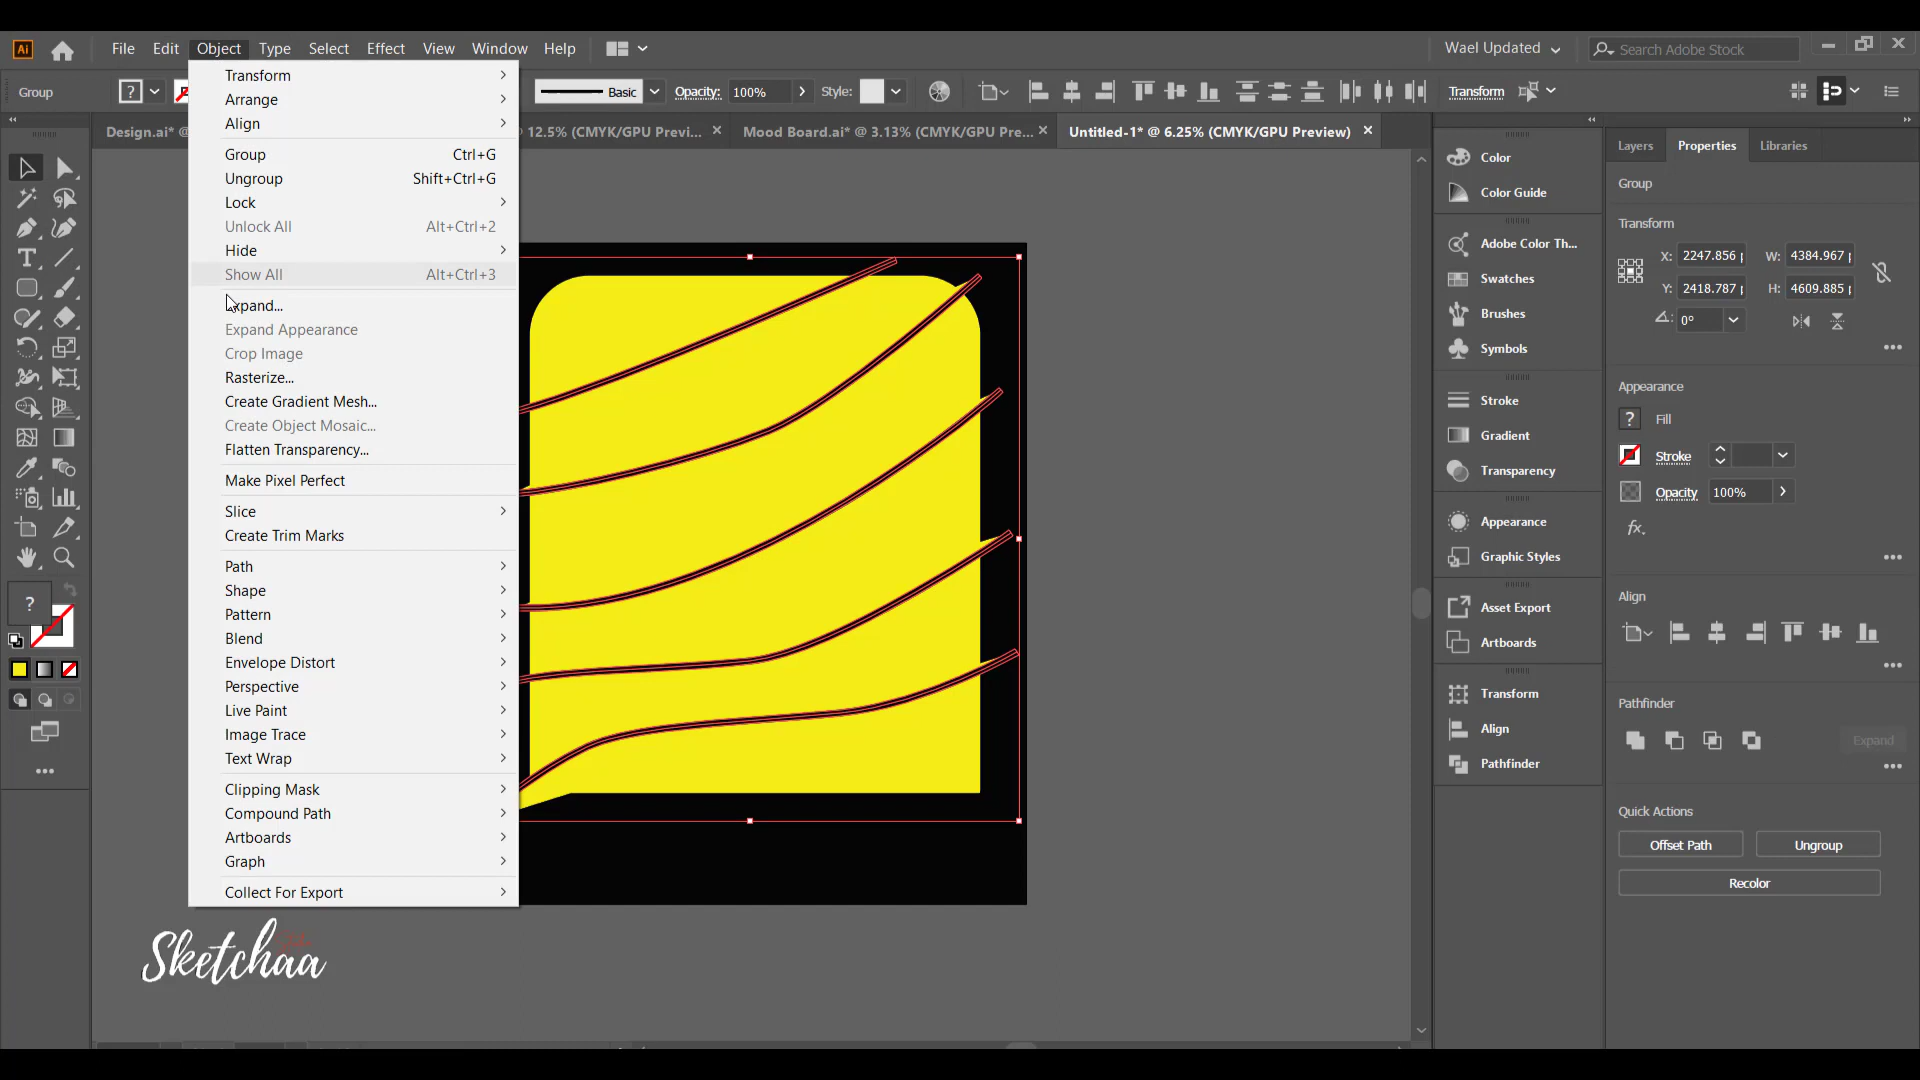 Ai File Edit Object Type Select Effect View Window Help Wael Updated Search Adobe Stock
Group ? Basic Opacity: 100% Style: Transform
Design.ai* @ 12.5% (CMYK/GPU Previ... Mood Board.ai* @ 3.13% (CMYK/GPU Pre... Untitled-1* @ 6.25% (CMYK/GPU Preview)
Transform
Arrange
Align
Group Ctrl+G
Ungroup Shift+Ctrl+G
Lock
Unlock All Alt+Ctrl+2
Hide
Show All Alt+Ctrl+3
Expand...
Expand Appearance
Crop Image
Rasterize...
Create Gradient Mesh...
Create Object Mosaic...
Flatten Transparency...
Make Pixel Perfect
Slice
Create Trim Marks
Path
Shape
Pattern
Blend
Envelope Distort
Perspective
Live Paint
Image Trace
Text Wrap
Clipping Mask
Compound Path
Artboards
Graph
Collect For Export
?
Sketchaa
Color
Color Guide
Adobe Color Th...
Swatches
Brushes
Symbols
Stroke
Gradient
Transparency
Appearance
Graphic Styles
Asset Export
Artboards
Transform
Align
Pathfinder
Layers Properties Libraries
Group
Transform
X: 2247.856 W: 4384.967
Y: 2418.787 H: 4609.885
0°
Appearance
? Fill
Stroke
Opacity 100%
fx.
Align
Pathfinder
Expand
Quick Actions
Offset Path Ungroup
Recolor